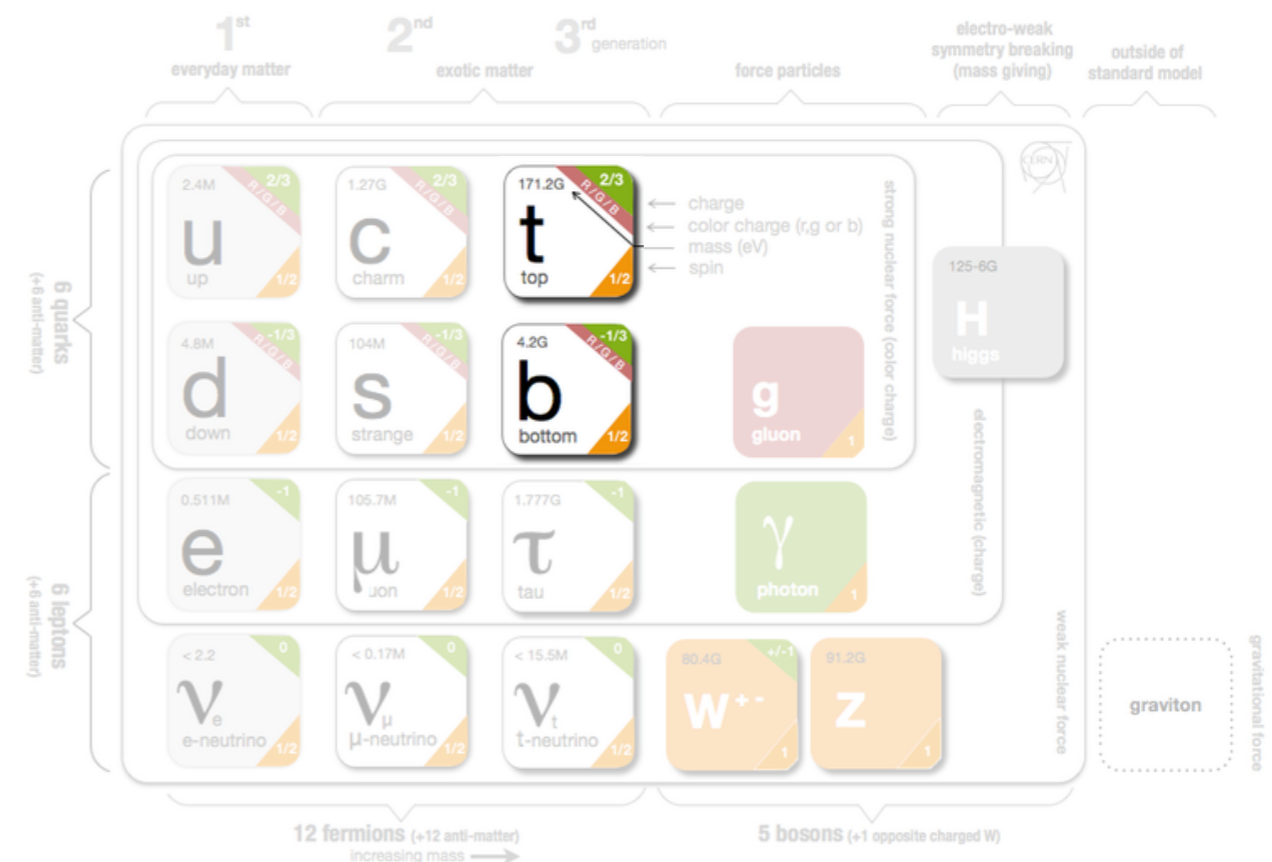 1st
2nd
3rd generation
everyday matter
exotic matter
force particles
electro-weak
symmetry breaking
(mass giving)
outside of
standard model
6 quarks
(+6 anti-matter)
6 leptons
(+6 anti-matter)
2.4M
2/3
R/G/B
u
up
1/2
1.27G
2/3
R/G/B
c
charm
1/2
171.2G
2/3
R/G/B
t
top
1/2
charge
color charge (r,g or b)
mass (eV)
spin
strong nuclear force (color charge)
CERN
125-6G
H
higgs
4.8M
-1/3
R/G/B
d
down
1/2
104M
-1/3
R/G/B
s
strange
1/2
4.2G
-1/3
R/G/B
b
bottom
1/2
g
gluon
1
electromagnetic (charge)
0.511M
-1
e
electron
1/2
105.7M
-1
μ
uon
1/2
1.777G
-1
τ
tau
1/2
γ
photon
1
weak nuclear force
< 2.2
0
νe
e-neutrino
1/2
< 0.17M
0
νμ
μ-neutrino
1/2
< 15.5M
0
νt
t-neutrino
1/2
80.4G
+/-1
W+-
1
91.2G
Z
1
graviton
gravitational force
12 fermions (+12 anti-matter)
increasing mass
5 bosons (+1 opposite charged W)